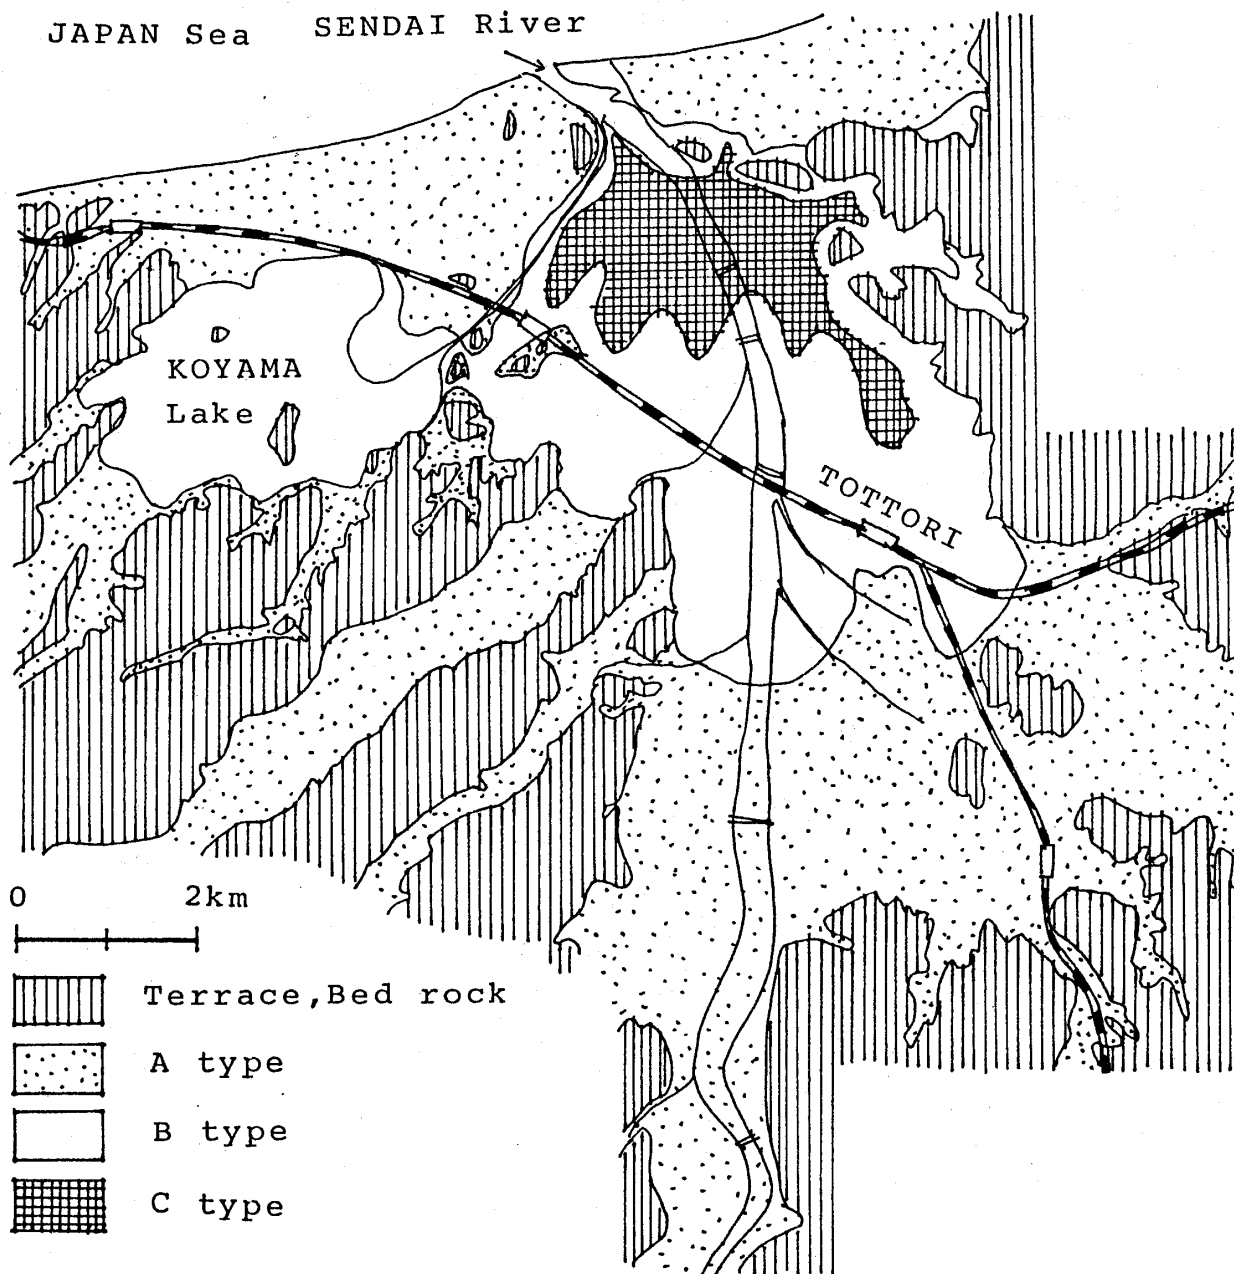 JAPAN Sea
SENDAI River
KOYAMA
Lake
TOTTORI
0 2km
Terrace,Bed rock
A type
B type
C type